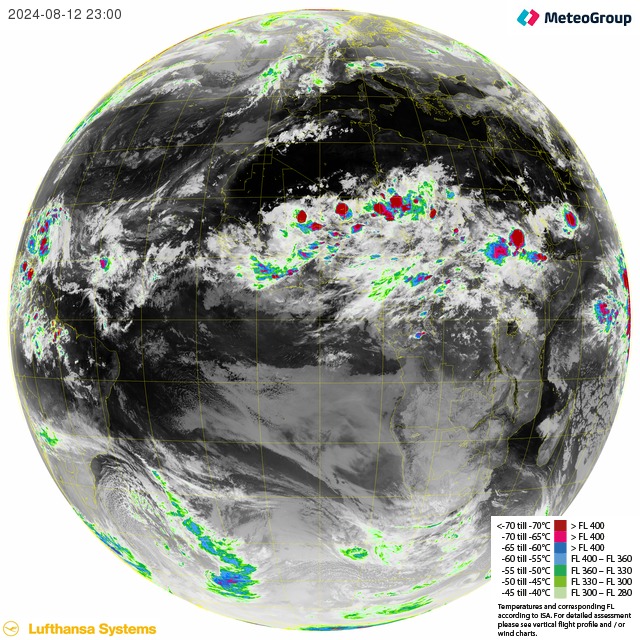 2024-08-12 23:00
MeteoGroup
<-70 till -70°C > FL 400
-70 till -65°C > FL 400
-65 till -60°C > FL 400
-60 till -55°C FL 400 – FL 360
-55 till -50°C FL 360 – FL 330
-50 till -45°C FL 330 – FL 300
-45 till -40°C FL 300 – FL 280
Temperatures and corresponding FL
according to ISA. For detailed assessment
please see vertical flight profile and / or
wind charts.
Lufthansa Systems